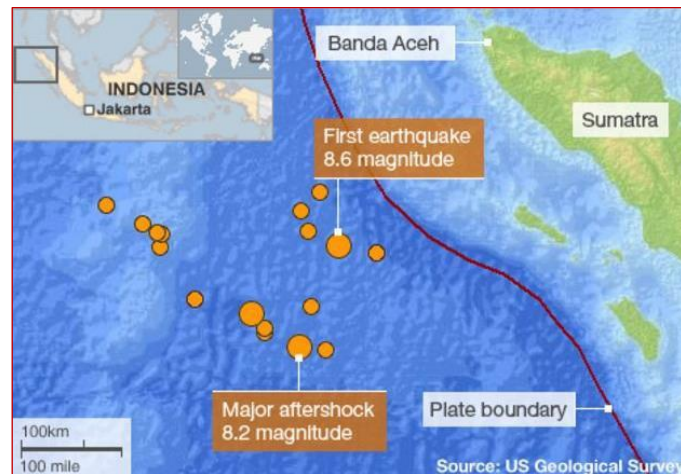 INDONESIA
Jakarta
Banda Aceh
Sumatra
First earthquake
8.6 magnitude
Major aftershock
8.2 magnitude
Plate boundary
100km
100 mile
Source: US Geological Survey